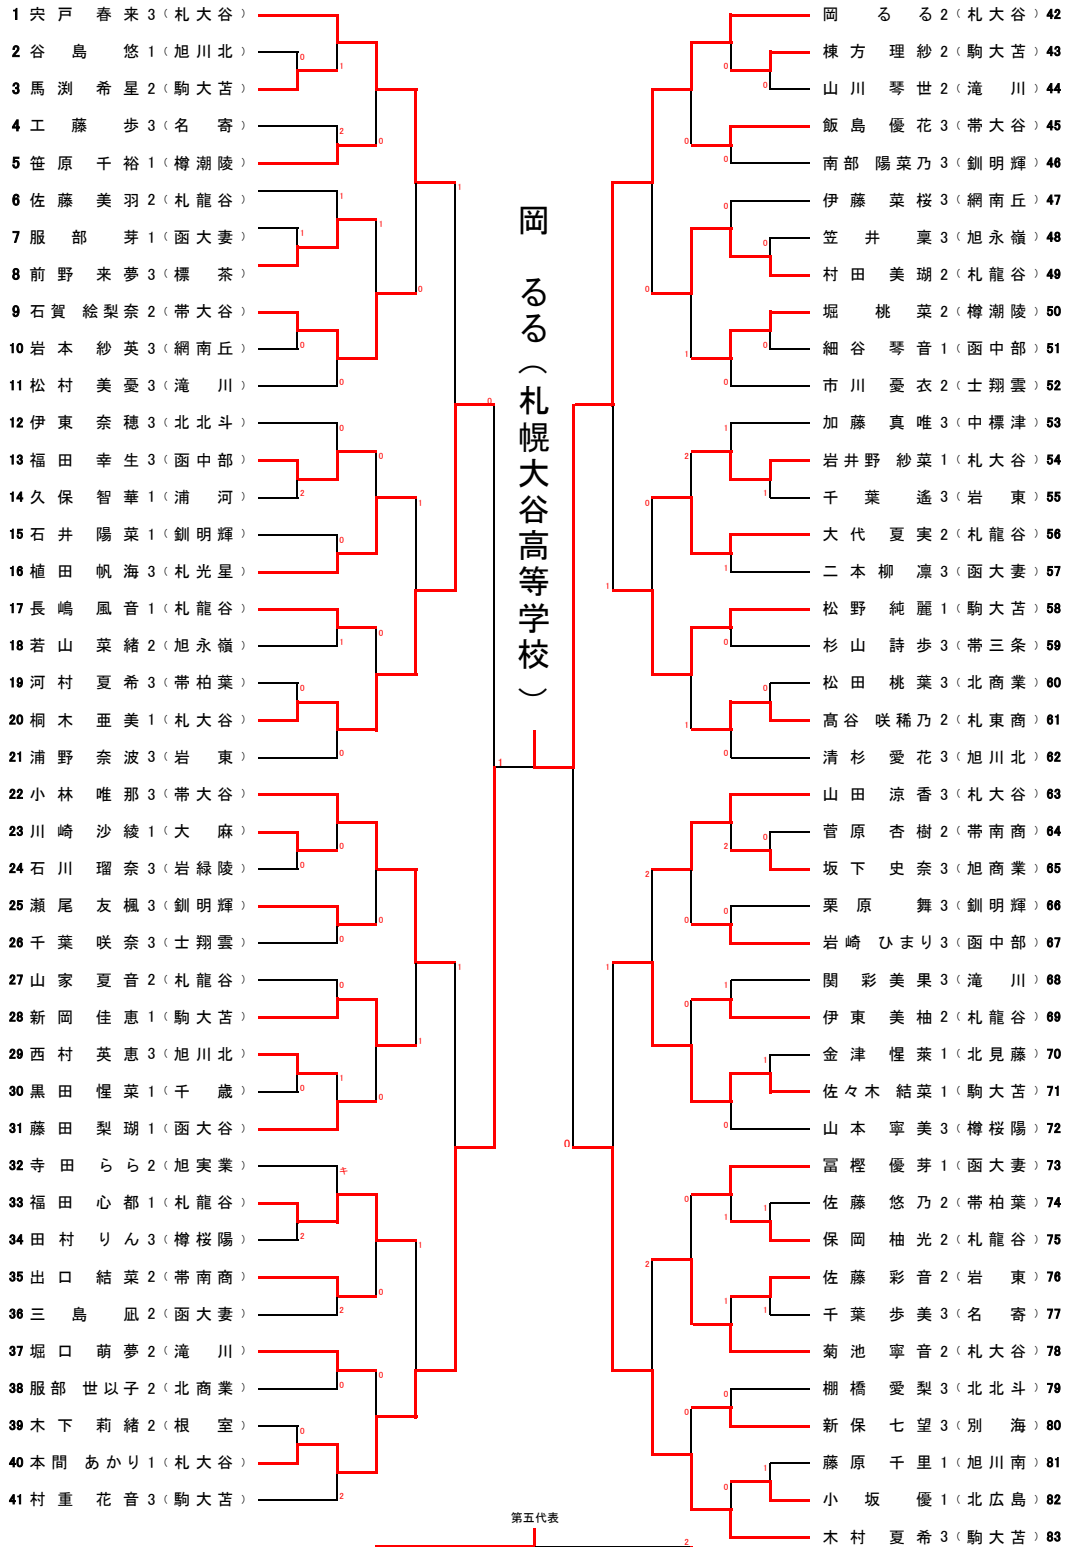 1 宍戸 春来 3（札大谷）
2 谷島 悠 1（旭川北）
3 馬渕 希星 2（駒大苫）
4 工藤 歩 3（名寄）
5 笹原 千裕 1（樽潮陵）
6 佐藤 美羽 2（札龍谷）
7 服部 芽 1（函大妻）
8 前野 来夢 3（標茶）
9 石賀 絵梨奈 2（帯大谷）
10 岩本 紗英 3（網南丘）
11 松村 美憂 3（滝川）
12 伊東 奈穂 3（北北斗）
13 福田 幸生 3（函中部）
14 久保 智華 1（浦河）
15 石井 陽菜 1（釧明輝）
16 植田 帆海 3（札光星）
17 長嶋 風音 1（札龍谷）
18 若山 菜緒 2（旭永嶺）
19 河村 夏希 3（帯柏葉）
20 桐木 亜美 1（札大谷）
21 浦野 奈波 3（岩東）
22 小林 唯那 3（帯大谷）
23 川崎 沙綾 1（大麻）
24 石川 瑠奈 3（岩緑陵）
25 瀬尾 友楓 3（釧明輝）
26 千葉 咲奈 3（士翔雲）
27 山家 夏音 2（札龍谷）
28 新岡 佳恵 1（駒大苫）
29 西村 英恵 3（旭川北）
30 黒田 惺菜 1（千歳）
31 藤田 梨瑚 1（函大谷）
32 寺田 らら 2（旭実業）
33 福田 心都 1（札龍谷）
34 田村 りん 3（樽桜陽）
35 出口 結菜 2（帯南商）
36 三島 凪 2（函大妻）
37 堀口 萌夢 2（滝川）
38 服部 世以子 2（北商業）
39 木下 莉緒 2（根室）
40 本間 あかり 1（札大谷）
41 村重 花音 3（駒大苫）
岡 るる（札幌大谷高等学校）
岡 るる 2（札大谷）42
棟方 理紗 2（駒大苫）43
山川 琴世 2（滝川）44
飯島 優花 3（帯大谷）45
南部 陽菜乃 3（釧明輝）46
伊藤 菜桜 3（網南丘）47
笠井 稟 3（旭永嶺）48
村田 美瑚 2（札龍谷）49
堀 桃菜 2（樽潮陵）50
細谷 琴音 1（函中部）51
市川 憂衣 2（士翔雲）52
加藤 真唯 3（中標津）53
岩井野 紗菜 1（札大谷）54
千葉 遙 3（岩東）55
大代 夏実 2（札龍谷）56
二本柳 凛 3（函大妻）57
松野 純麗 1（駒大苫）58
杉山 詩歩 3（帯三条）59
松田 桃葉 3（北商業）60
髙谷 咲稀乃 2（札東商）61
清杉 愛花 3（旭川北）62
山田 涼香 3（札大谷）63
菅原 杏樹 2（帯南商）64
坂下 史奈 3（旭商業）65
栗原 舞 3（釧明輝）66
岩崎 ひまり 3（函中部）67
関 彩美果 3（滝川）68
伊東 美柚 2（札龍谷）69
金津 惺莱 1（北見藤）70
佐々木 結菜 1（駒大苫）71
山本 寧美 3（樽桜陽）72
冨樫 優芽 1（函大妻）73
佐藤 悠乃 2（帯柏葉）74
保岡 柚光 2（札龍谷）75
佐藤 彩音 2（岩東）76
千葉 歩美 3（名寄）77
菊池 寧音 2（札大谷）78
棚橋 愛梨 3（北北斗）79
新保 七望 3（別海）80
藤原 千里 1（旭川南）81
小坂 優 1（北広島）82
木村 夏希 3（駒大苫）83
第五代表